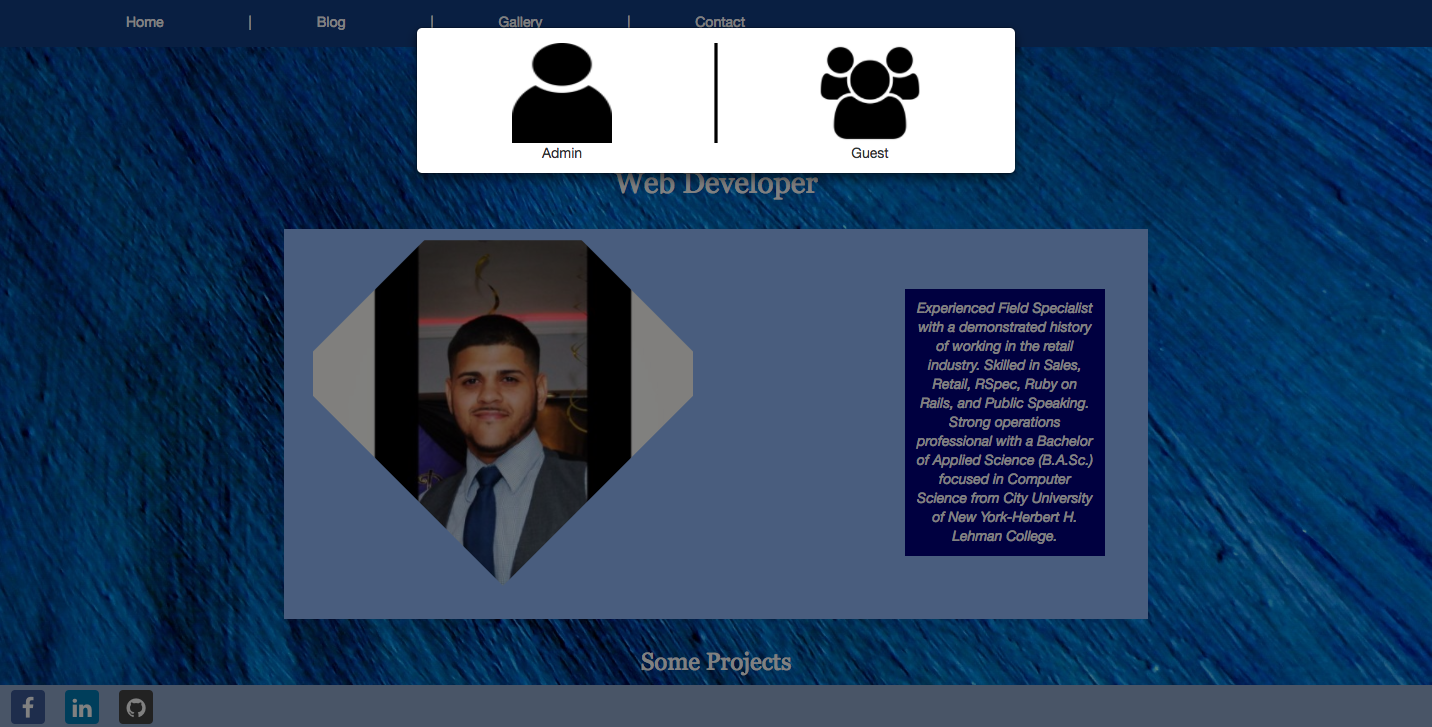 Home | Blog | Gallery | Contact
Admin
Guest
Web Developer
Experienced Field Specialist
with a demonstrated history
of working in the retail
industry. Skilled in Sales,
Retail, RSpec, Ruby on
Rails, and Public Speaking.
Strong operations
professional with a Bachelor
of Applied Science (B.A.Sc.)
focused in Computer
Science from City University
of New York-Herbert H.
Lehman College.
Some Projects
f
in